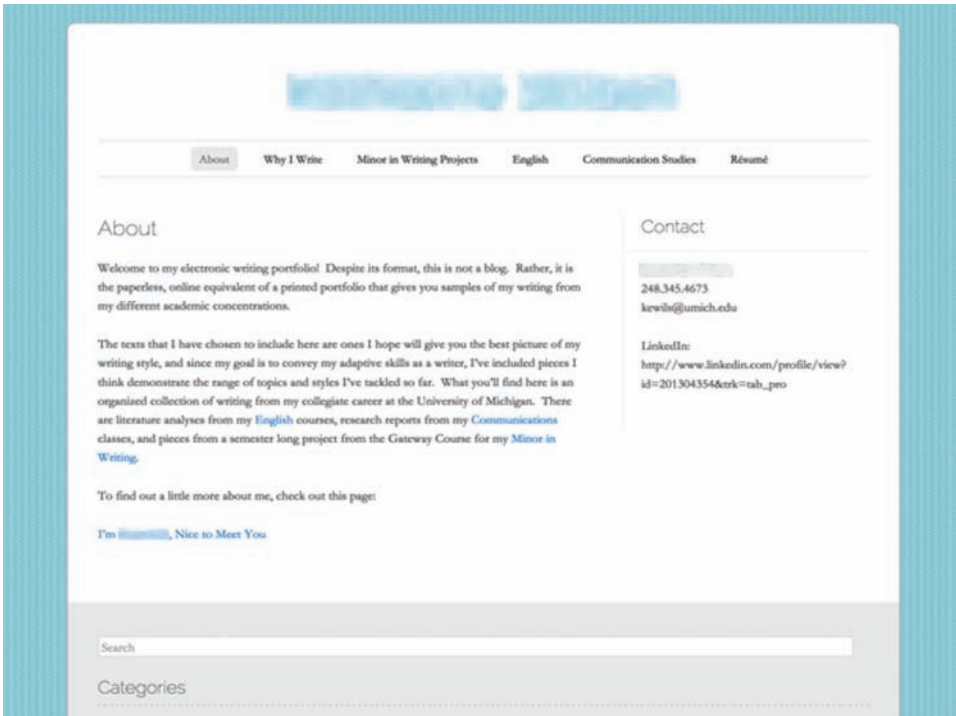 About Why I Write Minor in Writing Projects English Communication Studies Résumé
About
Welcome to my electronic writing portfolio! Despite its format, this is not a blog. Rather, it is
the paperless, online equivalent of a printed portfolio that gives you samples of my writing from
my different academic concentrations.
The texts that I have chosen to include here are ones I hope will give you the best picture of my
writing style, and since my goal is to convey my adaptive skills as a writer, I've included pieces I
think demonstrate the range of topics and styles I've tackled so far. What you'll find here is an
organized collection of writing from my collegiate career at the University of Michigan. There
are literature analyses from my English courses, research reports from my Communications
classes, and pieces from a semester long project from the Gateway Course for my Minor in
Writing.
To find out a little more about me, check out this page:
I'm , Nice to Meet You
Contact
248.345.4673
kewils@umich.edu
LinkedIn:
http://www.linkedin.com/profile/view?
id=201304354&trk=tab_pro
Search
Categories